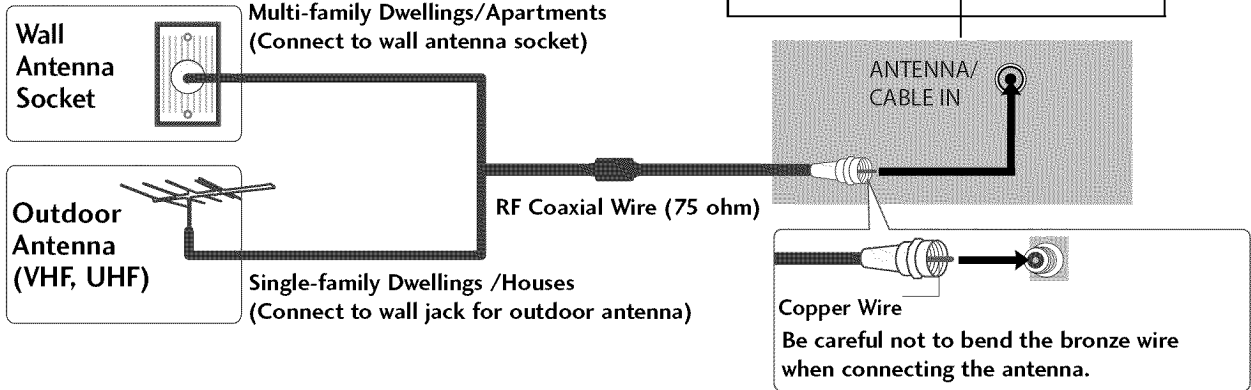 Multi-family Dwellings/Apartments
(Connect to wall antenna socket)
Wall
Antenna
Socket
ANTENNA/
CABLE IN
RF Coaxial Wire (75 ohm)
Outdoor
Antenna
(VHF, UHF)
Single-family Dwellings /Houses
(Connect to wall jack for outdoor antenna)
Copper Wire
Be careful not to bend the bronze wire
when connecting the antenna.